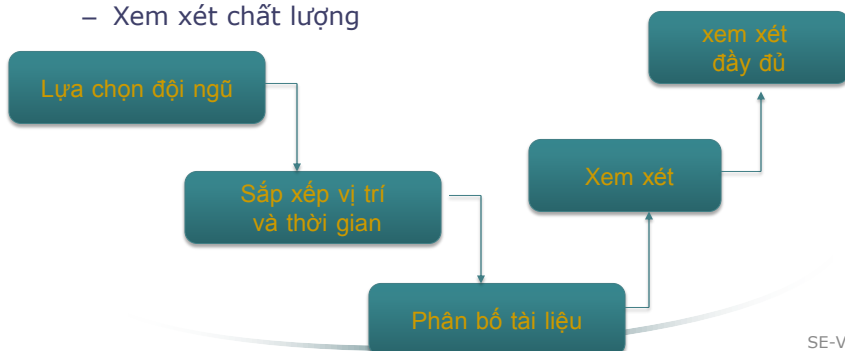 – Xem xét chất lượng
Lựa chọn đội ngũ
Sắp xếp vị trí
và thời gian
Phân bố tài liệu
Xem xét
xem xét
đầy đủ
SE-V